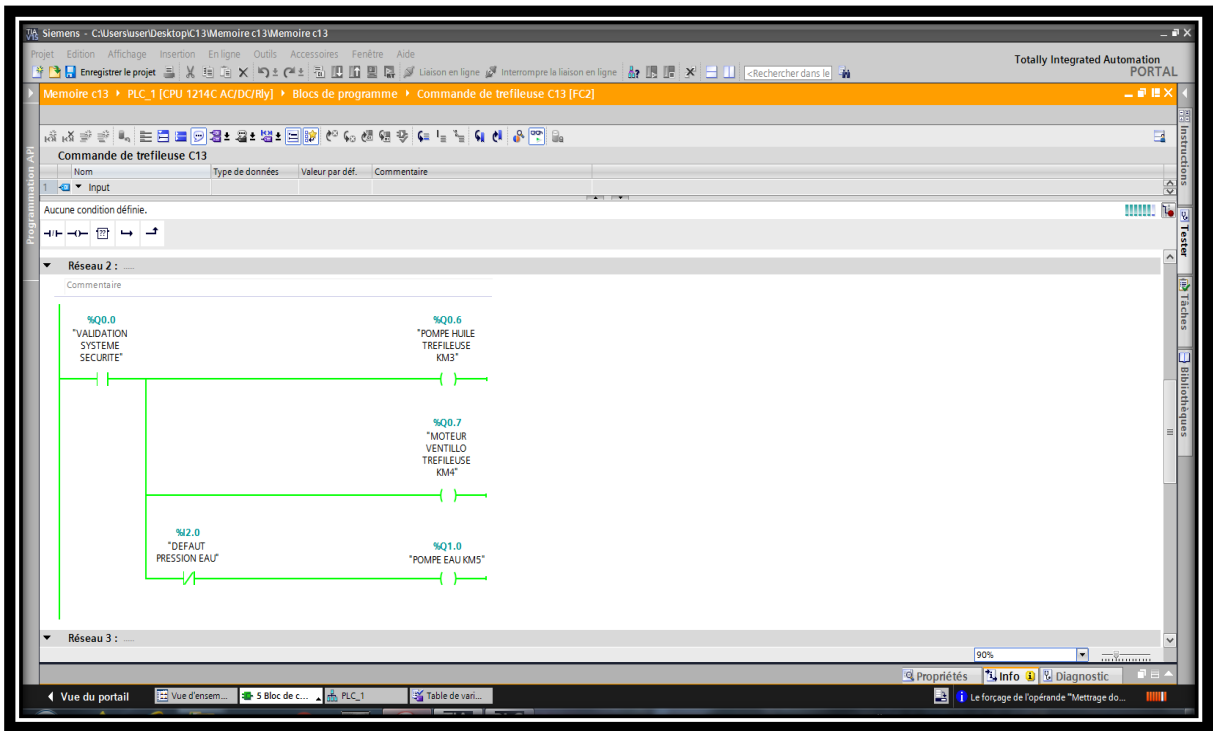 Siemens - C:\Users\user\Desktop\C13\Memoire c13\Memoire c13
Projet Edition Affichage Insertion En ligne Outils Accessoires Fenêtre Aide
Totally Integrated Automation
PORTAL
Enregistrer le projet Liaison en ligne Interrompre la liaison en ligne <Rechercher dans le
Memoire c13 PLC_1 [CPU 1214C AC/DC/Rly] Blocs de programme Commande de trefileuse C13 [FC2]
Commande de trefileuse C13
Nom Type de données Valeur par déf. Commentaire
1 Input
Aucune condition définie.
Réseau 2 : .....
Commentaire
%Q0.0
"VALIDATION
SYSTEME
SECURITE"
%Q0.6
"POMPE HUILE
TREFILEUSE
KM3"
%Q0.7
"MOTEUR
VENTILLO
TREFILEUSE
KM4"
%I2.0
"DEFAUT
PRESSION EAU"
%Q1.0
"POMPE EAU KM5"
Réseau 3 : .....
90%
Propriétés Info Diagnostic
Vue du portail Vue d'ensem... 5 Bloc de c... PLC_1 Table de vari...
Le forçage de l'opérande "Mettrage do...
Programmation API
Instructions
Tester
Tâches
Bibliothèques